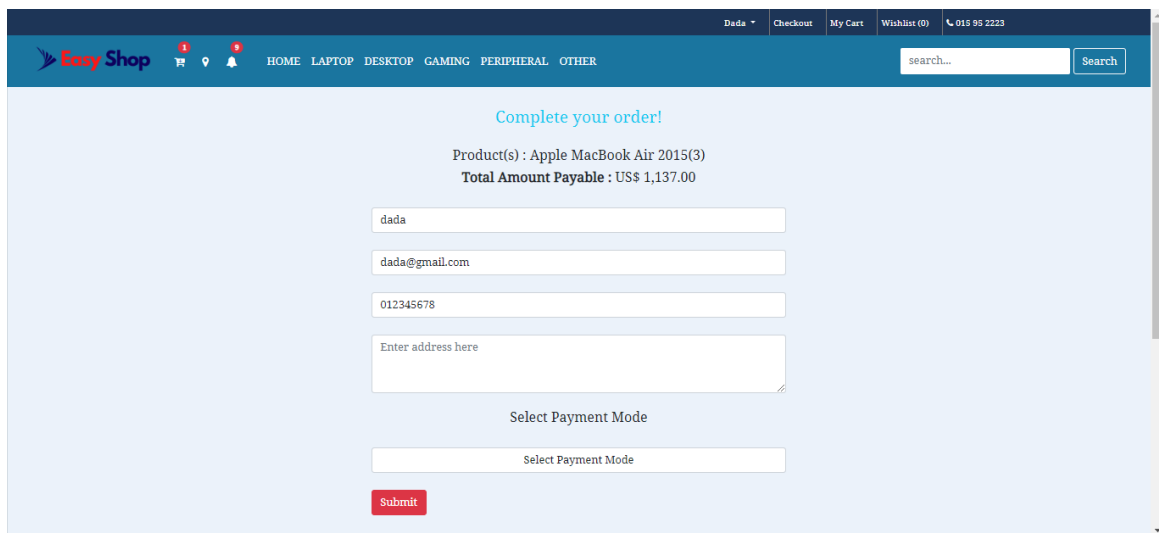 Dada Checkout My Cart Wishlist (0) 015 95 2223
Easy Shop 1 9 HOME LAPTOP DESKTOP GAMING PERIPHERAL OTHER search... Search
Complete your order!
Product(s) : Apple MacBook Air 2015(3)
Total Amount Payable : US$ 1,137.00
dada
dada@gmail.com
012345678
Enter address here
Select Payment Mode
Select Payment Mode
Submit